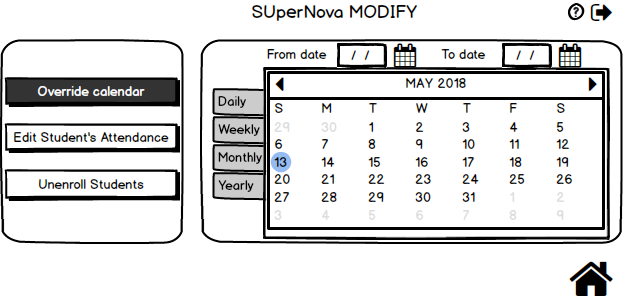 SUperNova MODIFY
?
Override calendar
Edit Student's Attendance
Unenroll Students
From date / / To date / /
Daily
Weekly
Monthly
Yearly
MAY 2018
S M T W T F S
29 30 1 2 3 4 5
6 7 8 9 10 11 12
13 14 15 16 17 18 19
20 21 22 23 24 25 26
27 28 29 30 31 1 2
3 4 5 6 7 8 9